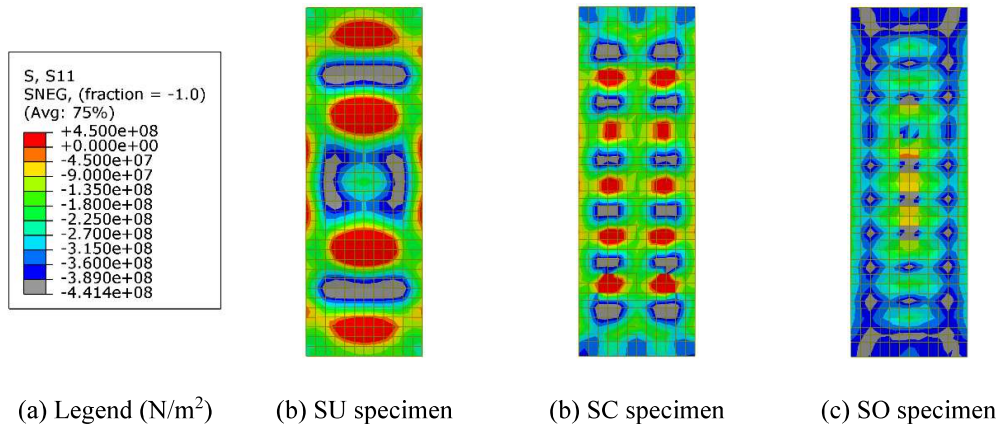 S, S11
SNEG, (fraction = -1.0)
(Avg: 75%)
+4.500e+08
+0.000e+00
-4.500e+07
-9.000e+07
-1.350e+08
-1.800e+08
-2.250e+08
-2.700e+08
-3.150e+08
-3.600e+08
-3.890e+08
-4.414e+08
(a) Legend (N/m²)
(b) SU specimen
(b) SC specimen
(c) SO specimen